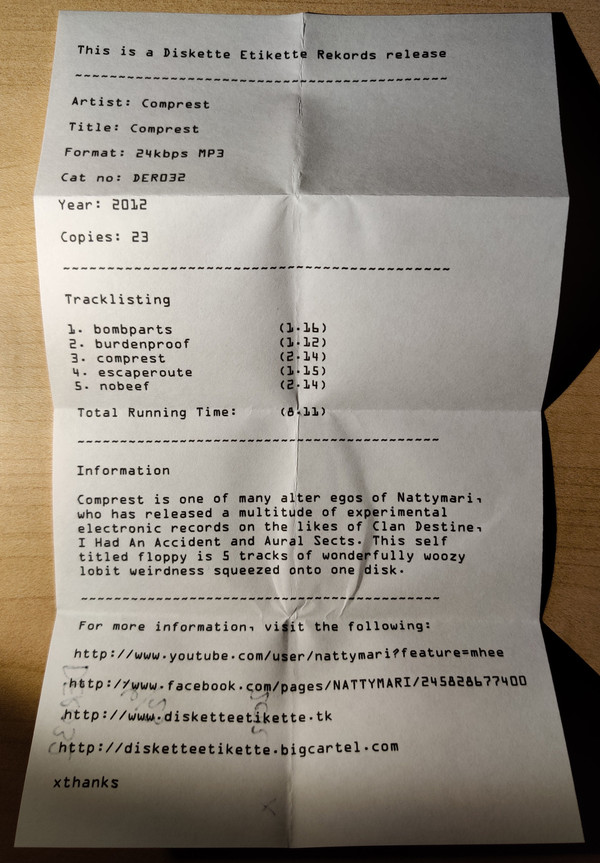 This is a Diskette Etikette Rekords release
~~~~~~~~~~~~~~~~~~~~~~~~~~~~~~~~~~~~~~~~~~~
Artist: Comprest
Title: Comprest
Format: 24kbps MP3
Cat no: DER032
Year: 2012
Copies: 23
~~~~~~~~~~~~~~~~~~~~~~~~~~~~~~~~~~~~~~~~~~~
Tracklisting
1. bombparts (1.16)
2. burdenproof (1.12)
3. comprest (2.14)
4. escaperoute (1.15)
5. nobeef (2.14)
Total Running Time: (8.11)
~~~~~~~~~~~~~~~~~~~~~~~~~~~~~~~~~~~~~~~~~~~
Information
Comprest is one of many alter egos of Nattymari,
who has released a multitude of experimental
electronic records on the likes of Clan Destine,
I Had An Accident and Aural Sects. This self
titled floppy is 5 tracks of wonderfully woozy
lobit weirdness squeezed onto one disk.
~~~~~~~~~~~~~~~~~~~~~~~~~~~~~~~~~~~~~~~~~~~
For more information, visit the following:
http://www.youtube.com/user/nattymari?feature=mhee
http://www.facebook.com/pages/NATTYMARI/245828677400
http://www.disketteetikette.tk
http://disketteetikette.bigcartel.com
xthanks